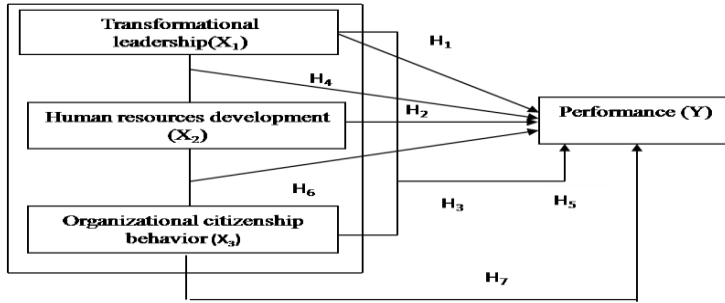 Transformational
leadership(X₁)
H₁
H₄
Human resources development
(X₂)
H₂
Performance (Y)
H₆
H₃
H₅
Organizational citizenship
behavior (X₃)
H₇